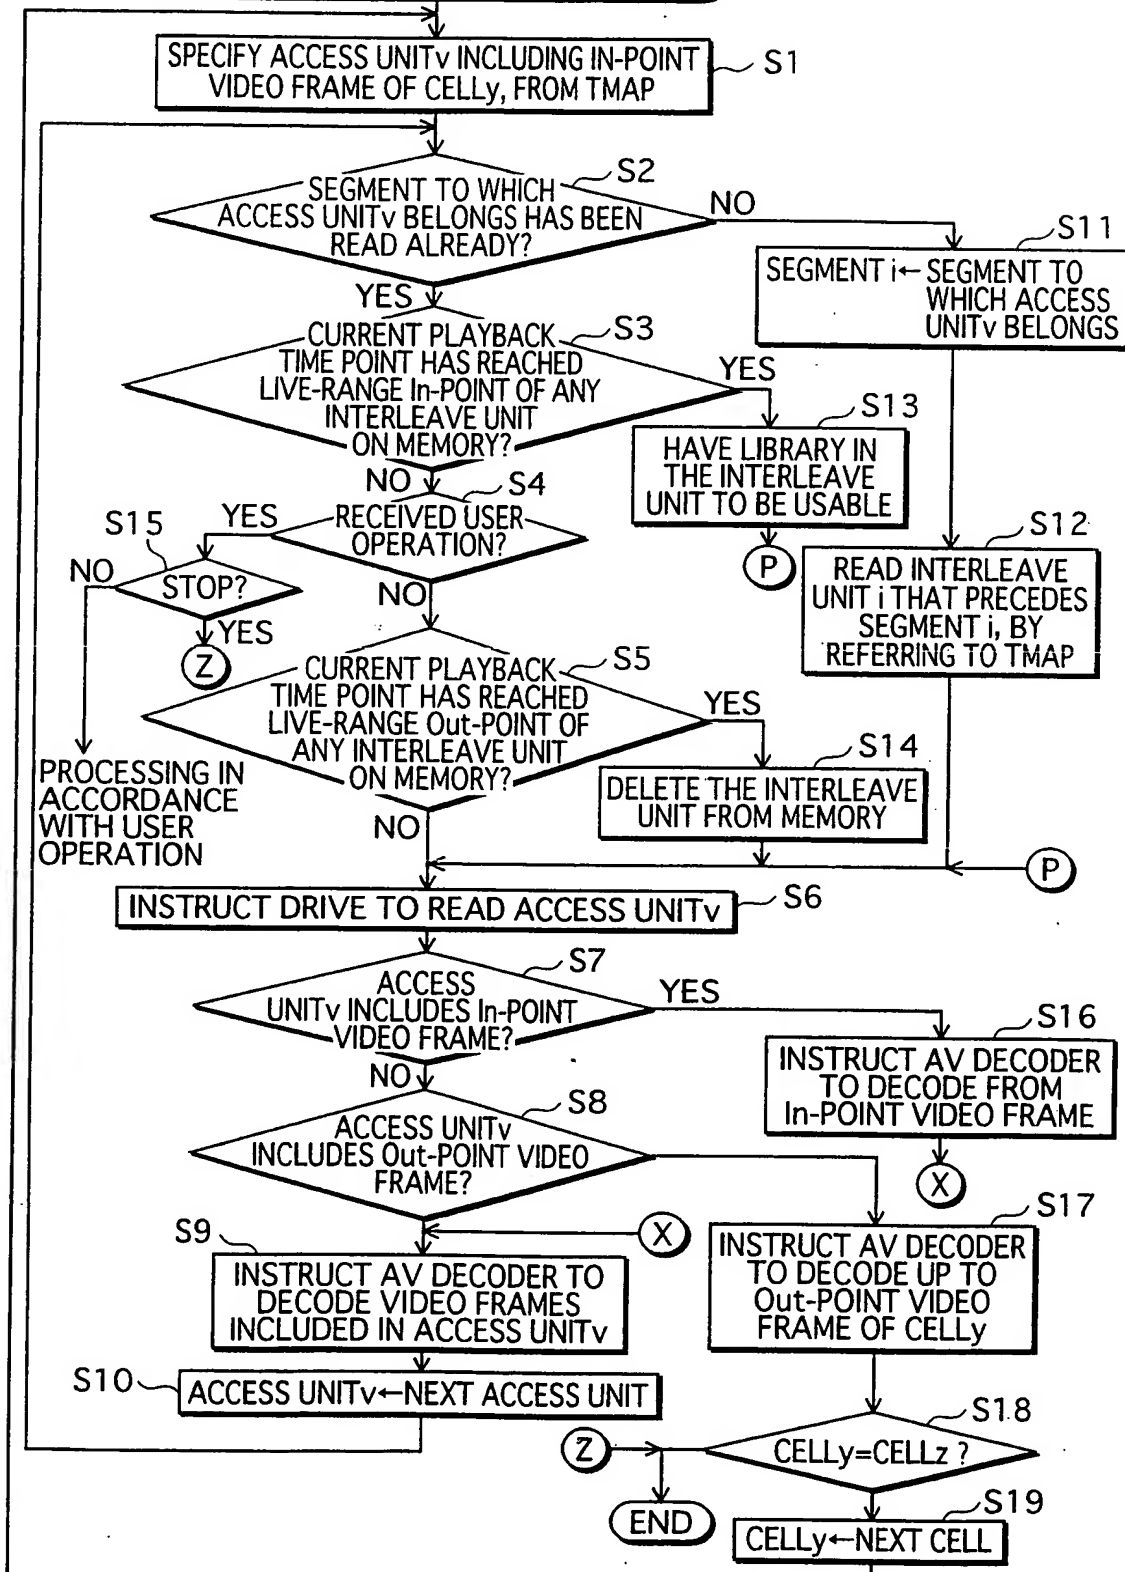 SPECIFY ACCESS UNITv INCLUDING IN-POINT
VIDEO FRAME OF CELLy, FROM TMAP
S1
S2
SEGMENT TO WHICH
ACCESS UNITv BELONGS HAS BEEN
READ ALREADY?
NO
YES
S11
SEGMENT i←SEGMENT TO
WHICH ACCESS
UNITv BELONGS
S3
CURRENT PLAYBACK
TIME POINT HAS REACHED
LIVE-RANGE In-POINT OF ANY
INTERLEAVE UNIT
ON MEMORY?
YES
NO
S13
HAVE LIBRARY IN
THE INTERLEAVE
UNIT TO BE USABLE
P
S4
RECEIVED USER
OPERATION?
YES
NO
S15
STOP?
NO
YES
Z
S12
READ INTERLEAVE
UNIT i THAT PRECEDES
SEGMENT i, BY
REFERRING TO TMAP
S5
CURRENT PLAYBACK
TIME POINT HAS REACHED
LIVE-RANGE Out-POINT OF
ANY INTERLEAVE UNIT
ON MEMORY?
YES
NO
PROCESSING IN
ACCORDANCE
WITH USER
OPERATION
S14
DELETE THE INTERLEAVE
UNIT FROM MEMORY
P
INSTRUCT DRIVE TO READ ACCESS UNITv
S6
S7
ACCESS
UNITv INCLUDES In-POINT
VIDEO FRAME?
YES
NO
S16
INSTRUCT AV DECODER
TO DECODE FROM
In-POINT VIDEO FRAME
X
S8
ACCESS UNITv
INCLUDES Out-POINT VIDEO
FRAME?
X
S9
INSTRUCT AV DECODER TO
DECODE VIDEO FRAMES
INCLUDED IN ACCESS UNITv
S17
INSTRUCT AV DECODER
TO DECODE UP TO
Out-POINT VIDEO
FRAME OF CELLy
S10
ACCESS UNITv←NEXT ACCESS UNIT
S18
CELLy=CELLz ?
Z
END
S19
CELLy←NEXT CELL